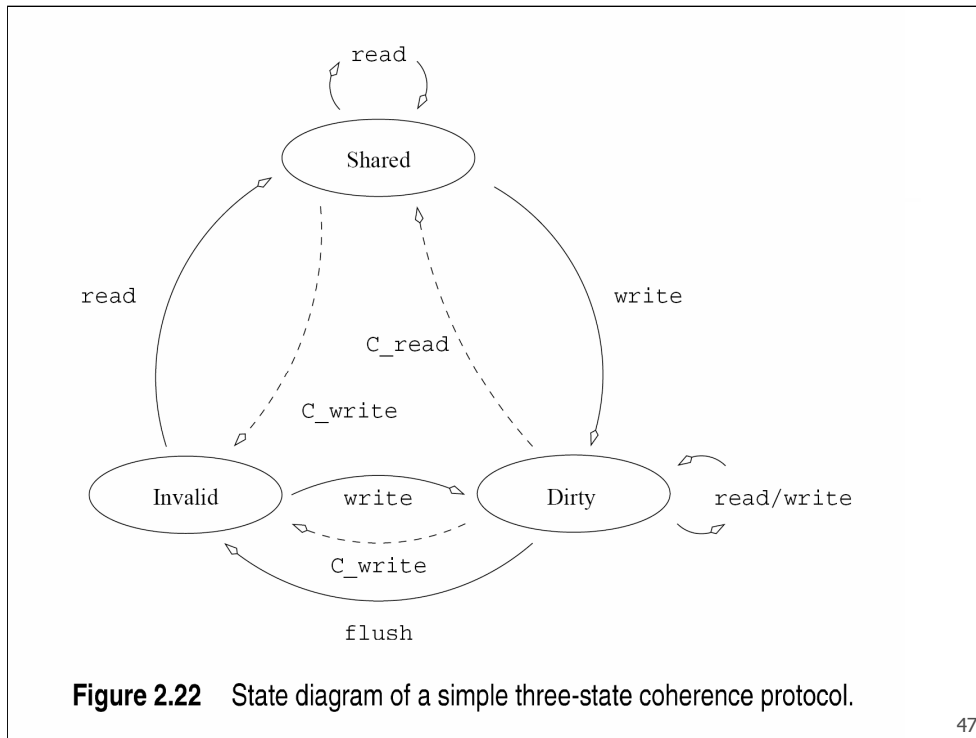 read
Shared
read
write
C_read
C_write
Invalid
write
Dirty
read/write
C_write
flush
Figure 2.22 State diagram of a simple three-state coherence protocol.
47